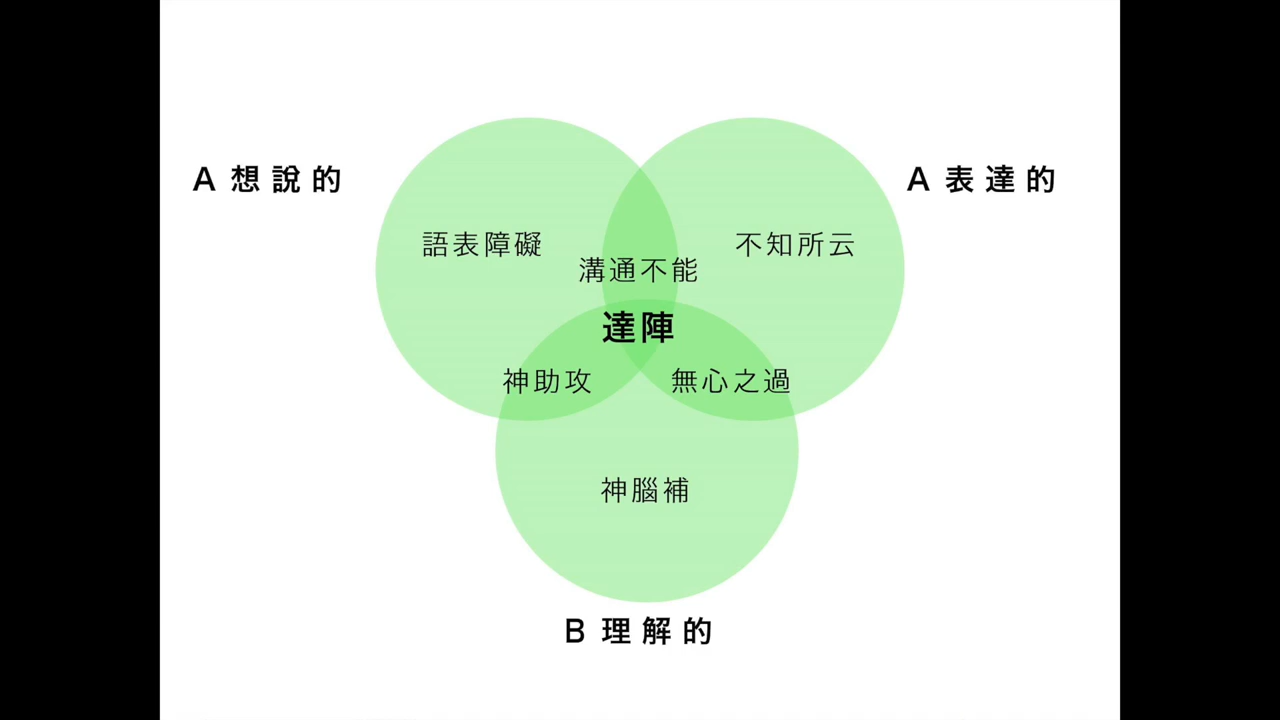 A 想說的
A 表達的
語表障礙
不知所云
溝通不能
達陣
神助攻
無心之過
神腦補
B 理解的